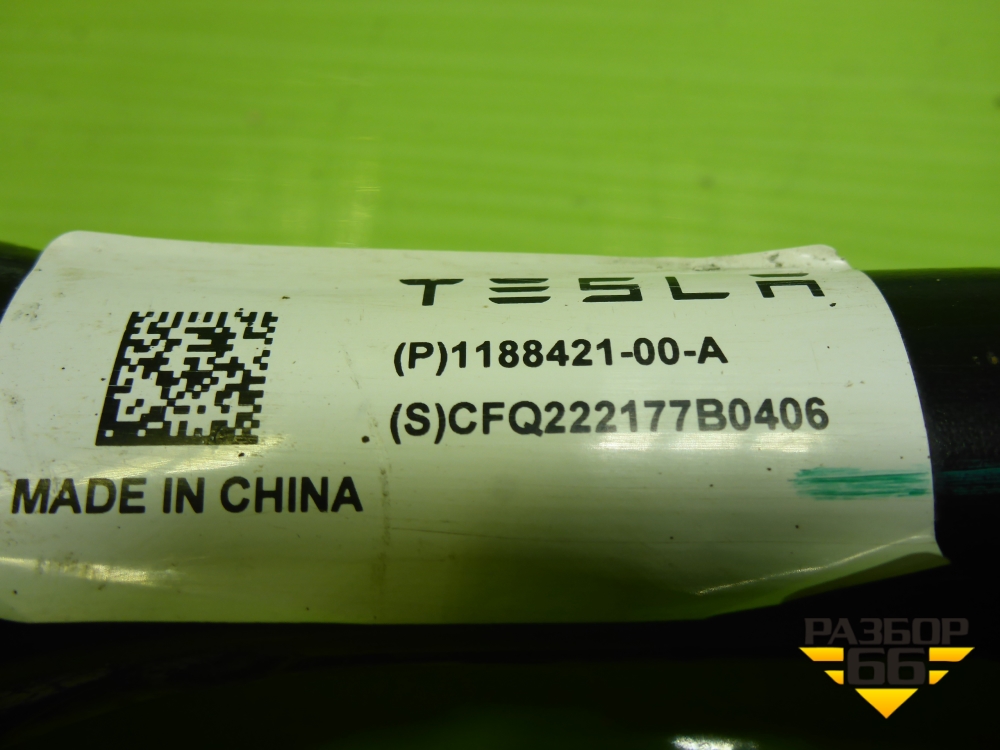 TESLA
(P)1188421-00-A
(S)CFQ222177B0406
MADE IN CHINA
РАЗБОР
66